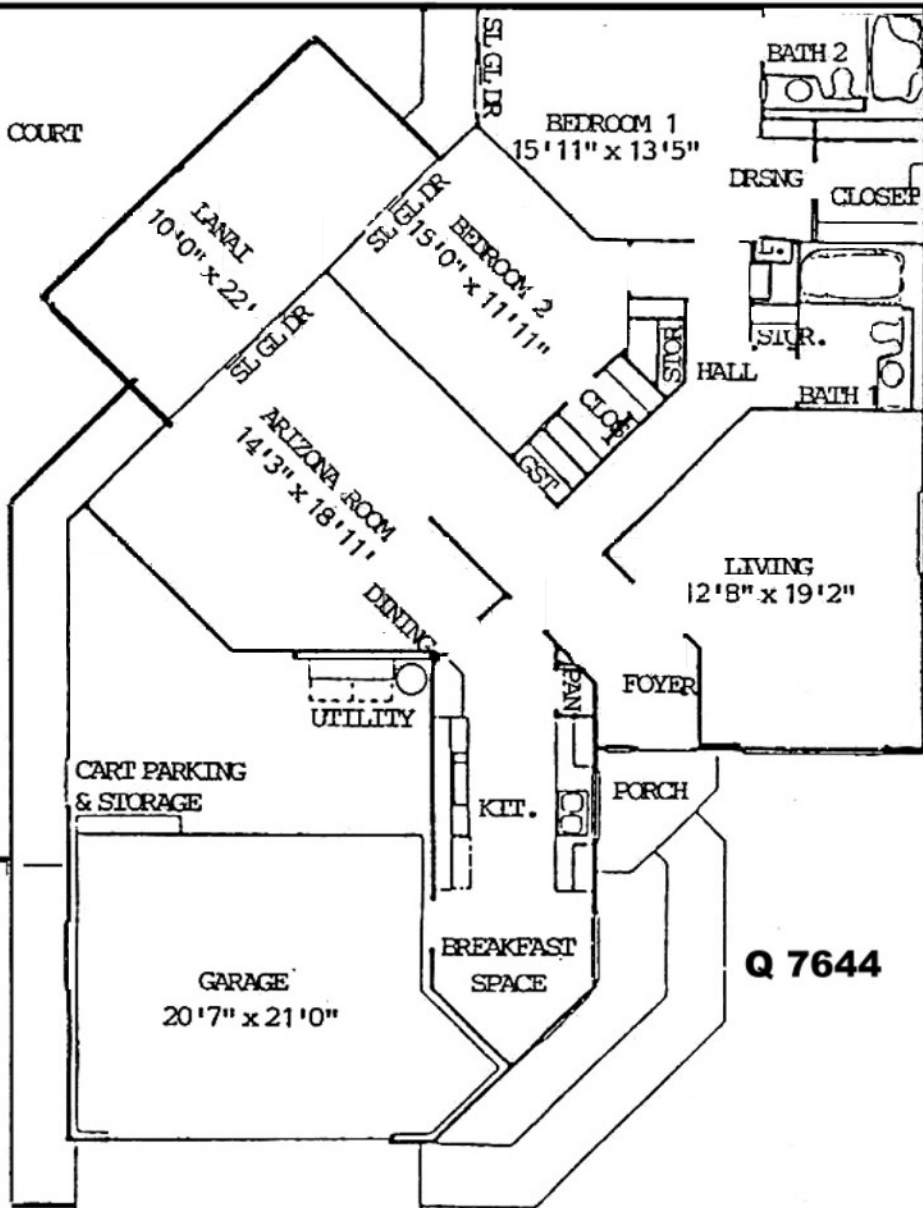 SL GL DR
BATH 2
COURT
BEDROOM 1
15'11" x 13'5"
DRSNG
CLOSET
LANAI
10'0" x 22'
SL GL DR
BEDROOM 2
15'0" x 11'11"
L.
SL GL DR
STOR
STOR.
HALL
BATH 1
CLOSET
GST
ARIZONA ROOM
14'3" x 18'11'
LIVING
12'8" x 19'2"
DINING
PAN
FOYER
UTILITY
CART PARKING
& STORAGE
KIT.
PORCH
BREAKFAST
SPACE
Q 7644
GARAGE
20'7" x 21'0"